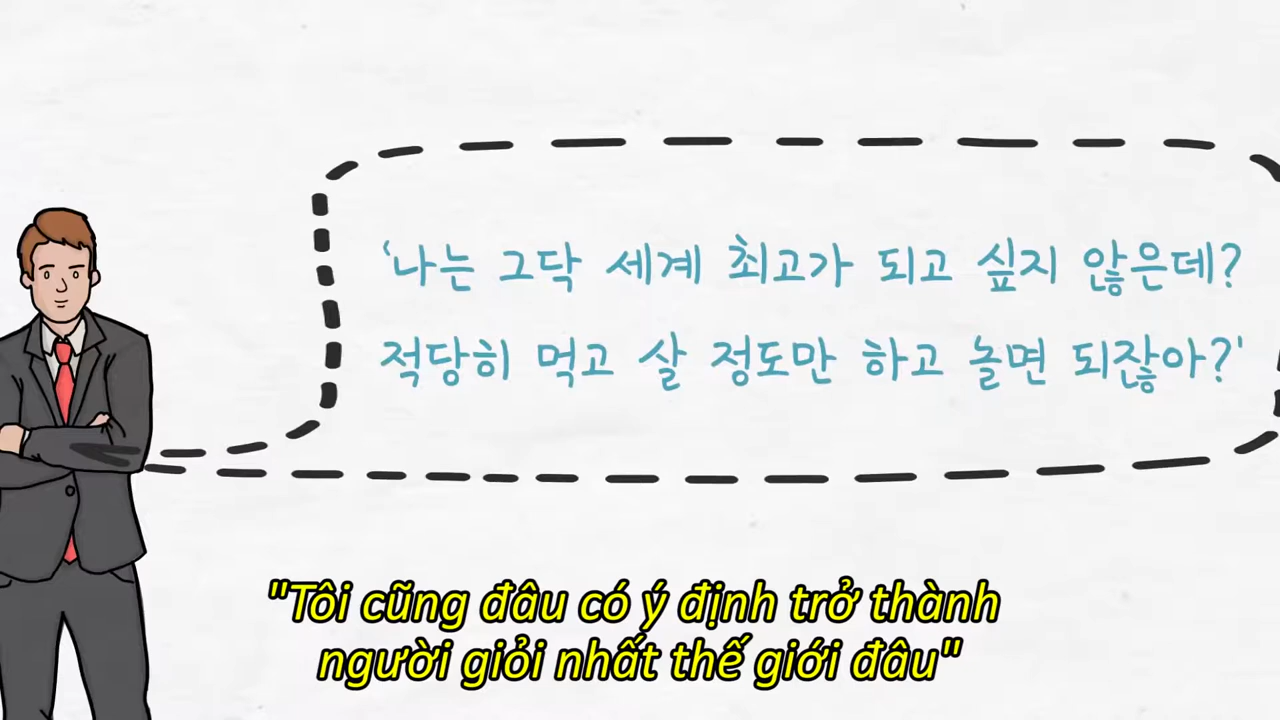 ‘나는 그닥 세계 최고가 되고 싶지 않은데?
적당히 먹고 살 정도만 하고 놀면 되잖아?'
"Tôi cũng đâu có ý định trở thành
người giỏi nhất thế giới đâu"